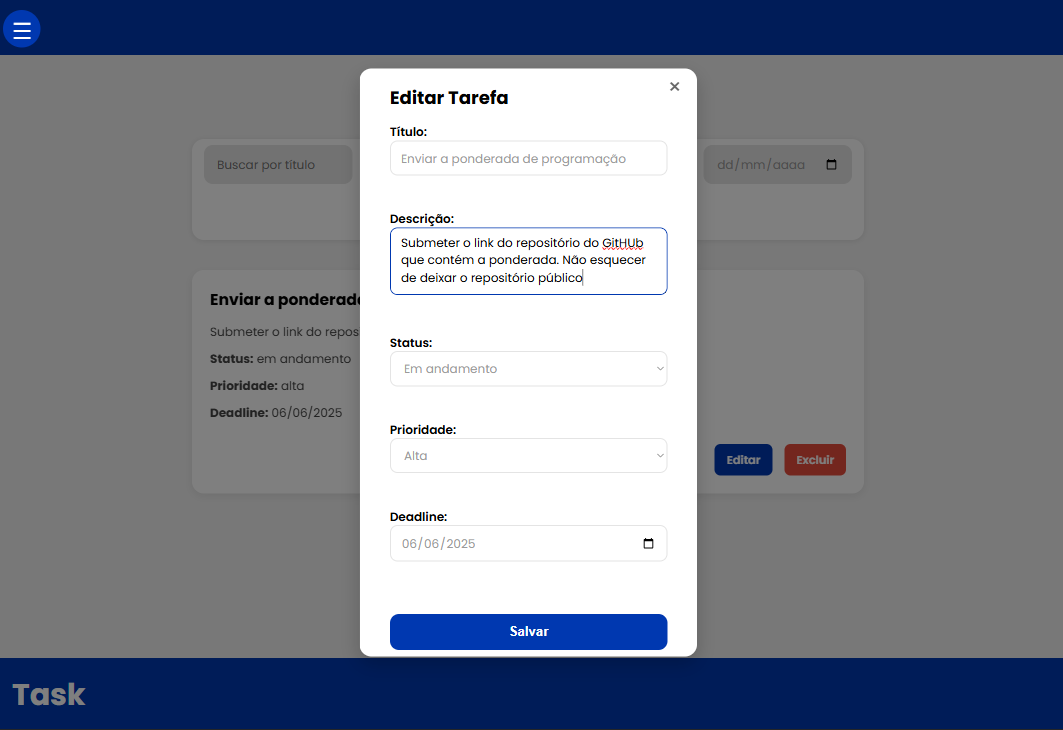 Buscar por título
dd/mm/aaaa
Enviar a ponderad
Submeter o link do repos
Status: em andamento
Prioridade: alta
Deadline: 06/06/2025
Editar
Excluir
Editar Tarefa
×
Título:
Enviar a ponderada de programação
Descrição:
Submeter o link do repositório do GitHUb
que contém a ponderada. Não esquecer
de deixar o repositório público
Status:
Em andamento
Prioridade:
Alta
Deadline:
06/06/2025
Salvar
Task